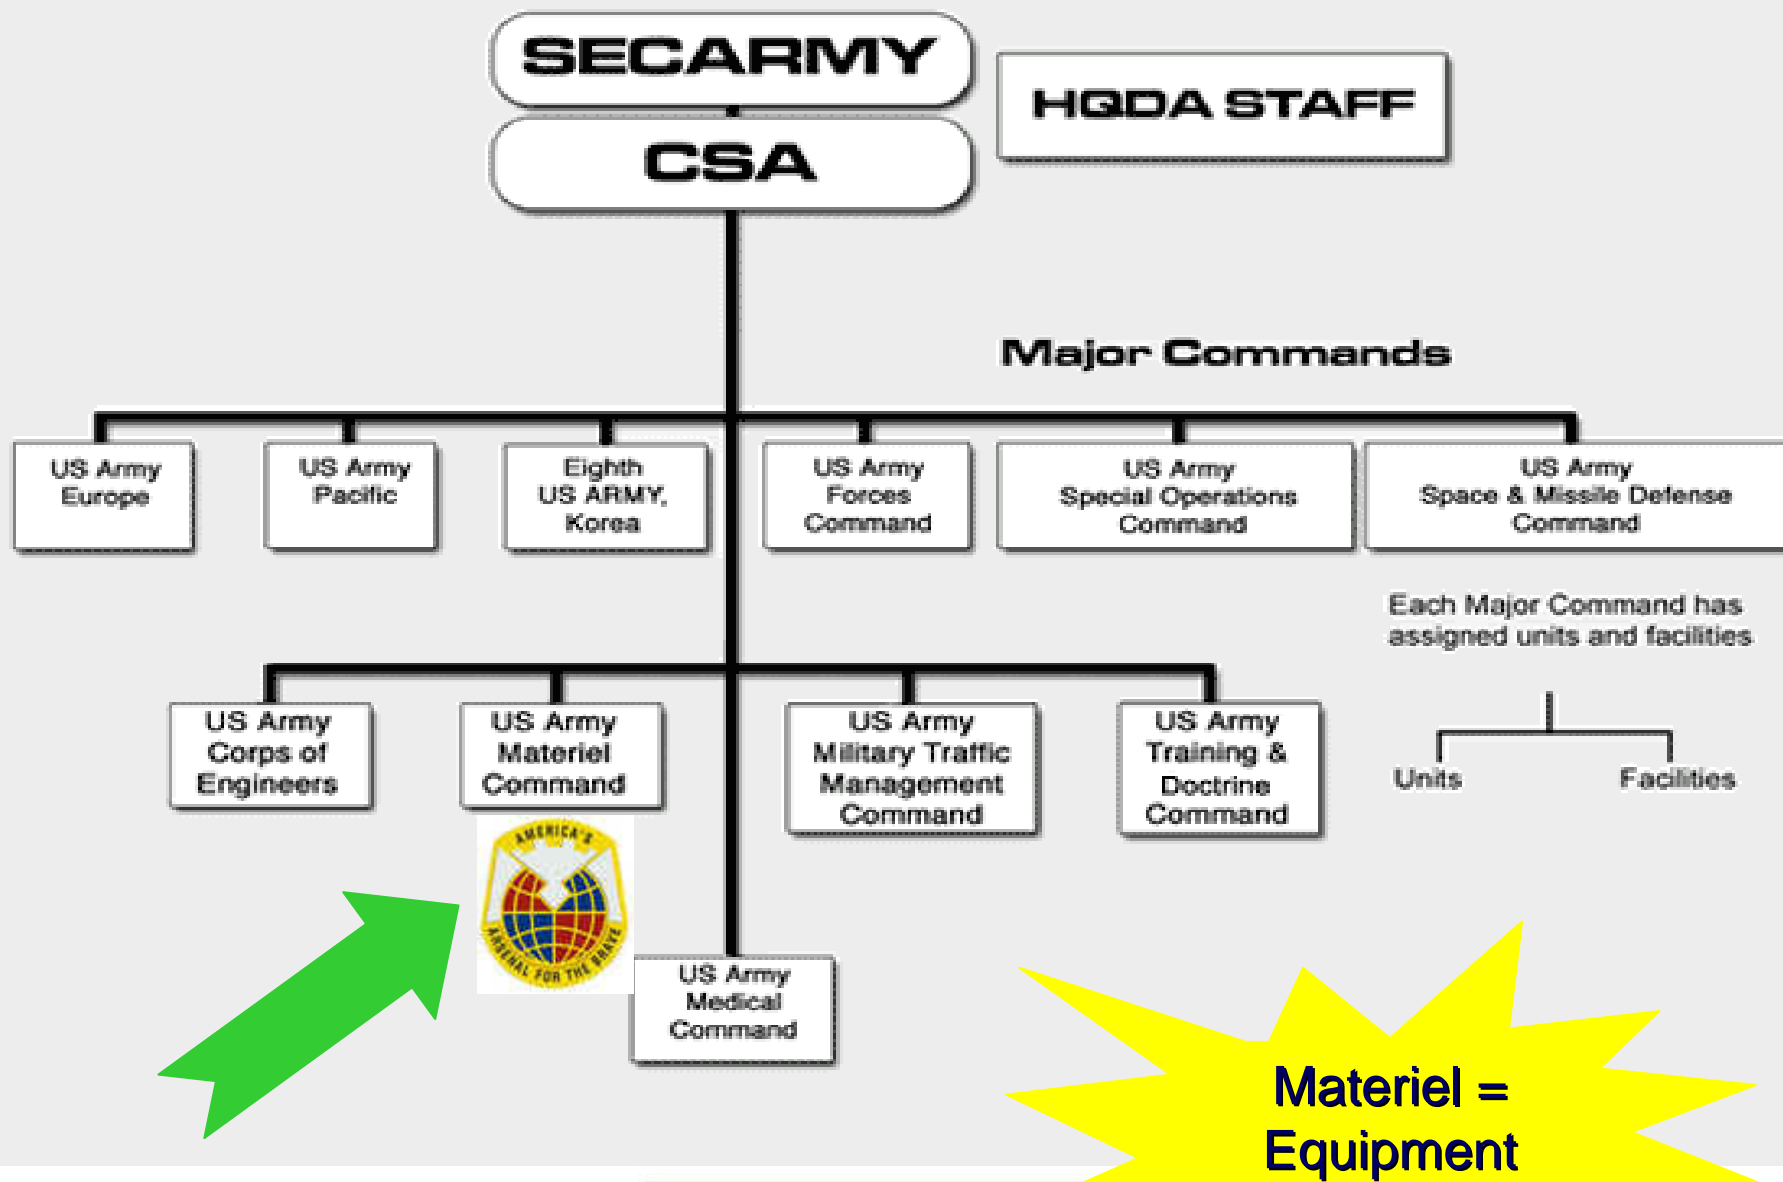 SECARMY
HQDA STAFF
CSA
Major Commands
US Army
Europe
US Army
Pacific
Eighth
US ARMY,
Korea
US Army
Forces
Command
US Army
Special Operations
Command
US Army
Space & Missile Defense
Command
Each Major Command has
assigned units and facilities
Units
Facilities
US Army
Corps of
Engineers
US Army
Materiel
Command
US Army
Military Traffic
Management
Command
US Army
Training &
Doctrine
Command
AMERICA'S
ARSENAL FOR THE BRAVE
US Army
Medical
Command
Materiel =
Equipment